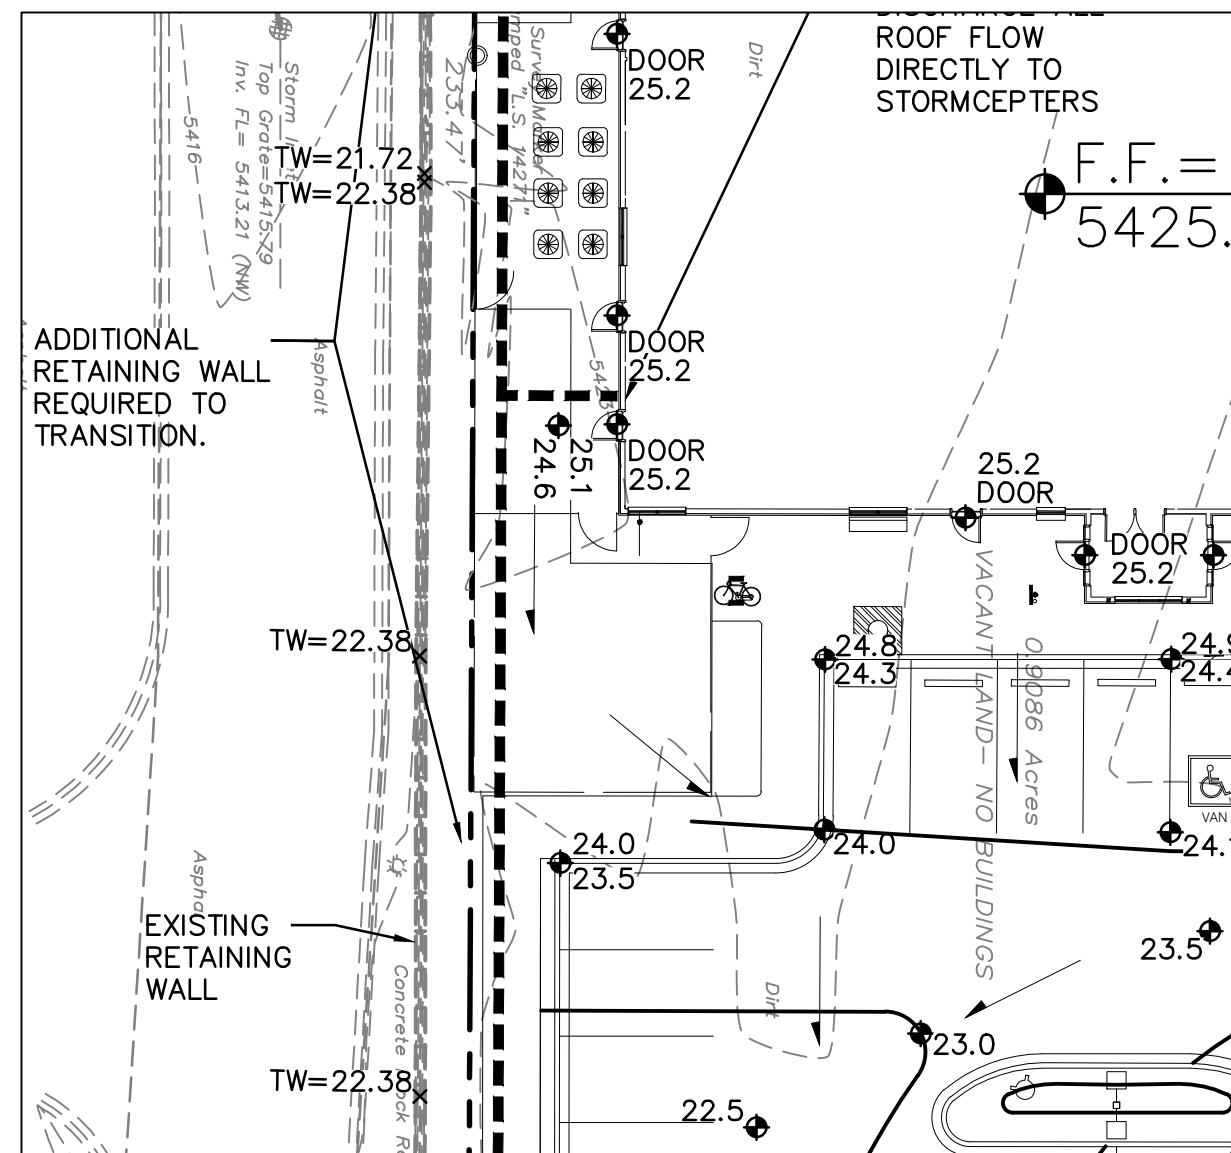 ROOF FLOW
DIRECTLY TO
STORMCEPTERS
F.F.=
5425.
DOOR
25.2
Dirt
Storm
Top Grate=5415.79
Inv. FL= 5413.21 (NW)
5416
TW=21.72
TW=22.38
233.47'
Survey Marker
"L.S. 14271"
ADDITIONAL
RETAINING WALL
REQUIRED TO
TRANSITION.
Asphalt
DOOR
25.2
5423
DOOR
25.2
25.1
24.6
25.2
DOOR
DOOR
25.2
VACANT LAND- NO BUILDINGS
0.9086 Acres
TW=22.38
24.8
24.3
VAN
24.0
24.0
23.5
EXISTING
RETAINING
WALL
Concrete
23.5
Dirt
23.0
TW=22.38
22.5